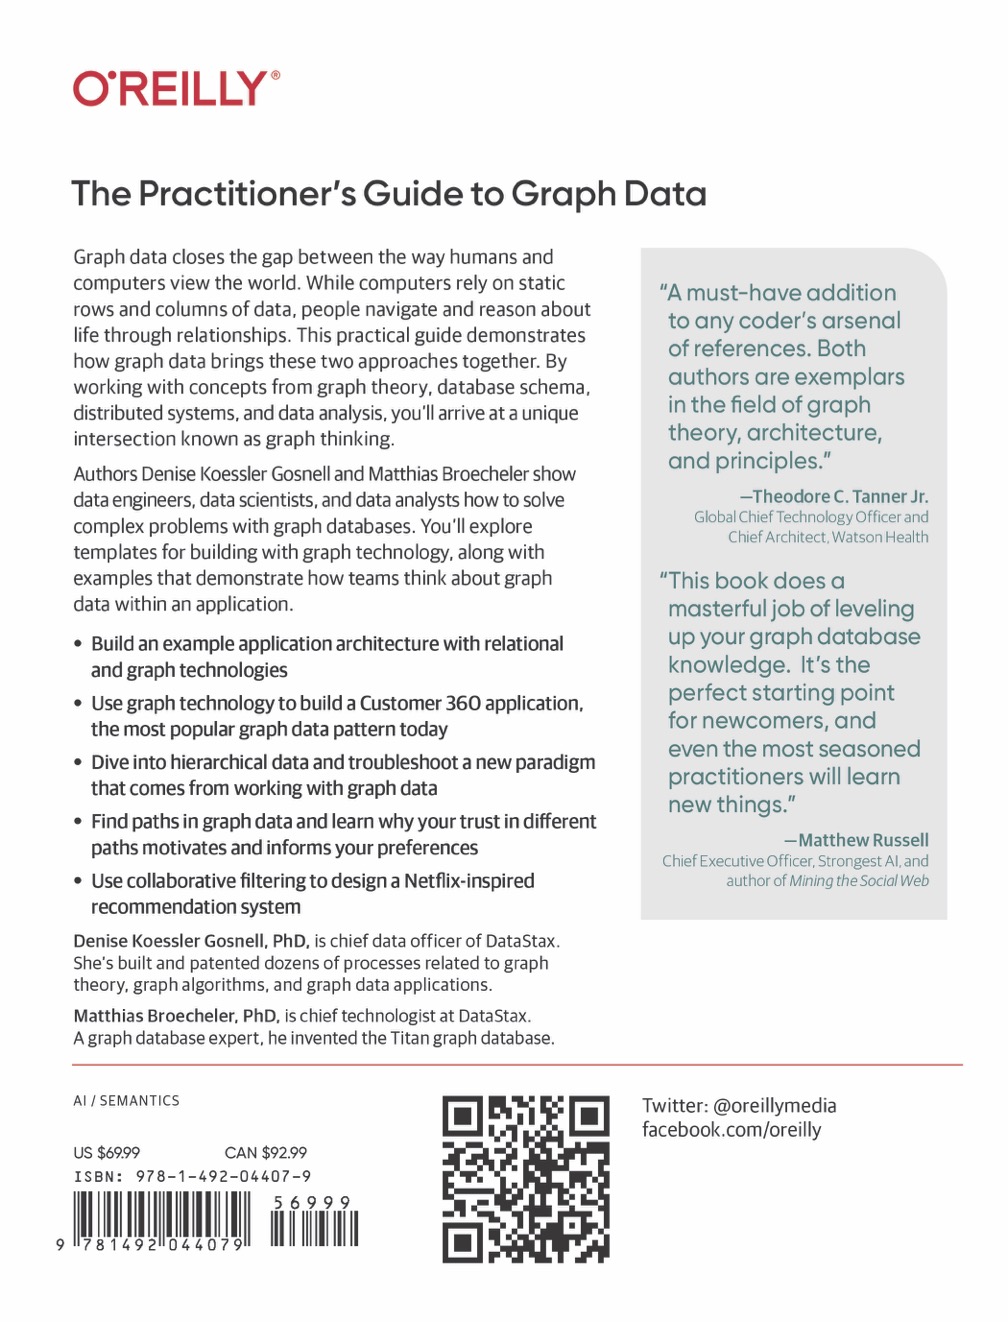 O'REILLY®
The Practitioner's Guide to Graph Data
Graph data closes the gap between the way humans and
computers view the world. While computers rely on static
rows and columns of data, people navigate and reason about
life through relationships. This practical guide demonstrates
how graph data brings these two approaches together. By
working with concepts from graph theory, database schema,
distributed systems, and data analysis, you'll arrive at a unique
intersection known as graph thinking.
Authors Denise Koessler Gosnell and Matthias Broecheler show
data engineers, data scientists, and data analysts how to solve
complex problems with graph databases. You'll explore
templates for building with graph technology, along with
examples that demonstrate how teams think about graph
data within an application.
• Build an example application architecture with relational
and graph technologies
• Use graph technology to build a Customer 360 application,
the most popular graph data pattern today
• Dive into hierarchical data and troubleshoot a new paradigm
that comes from working with graph data
• Find paths in graph data and learn why your trust in different
paths motivates and informs your preferences
• Use collaborative filtering to design a Netflix-inspired
recommendation system
Denise Koessler Gosnell, PhD, is chief data officer of DataStax.
She's built and patented dozens of processes related to graph
theory, graph algorithms, and graph data applications.
Matthias Broecheler, PhD, is chief technologist at DataStax.
A graph database expert, he invented the Titan graph database.
"A must-have addition
to any coder's arsenal
of references. Both
authors are exemplars
in the field of graph
theory, architecture,
and principles."
—Theodore C. Tanner Jr.
Global Chief Technology Officer and
Chief Architect, Watson Health
"This book does a
masterful job of leveling
up your graph database
knowledge. It's the
perfect starting point
for newcomers, and
even the most seasoned
practitioners will learn
new things."
—Matthew Russell
Chief Executive Officer, Strongest AI, and
author of Mining the Social Web
AI / SEMANTICS
US $69.99 CAN $92.99
ISBN: 978-1-492-04407-9
56999
9 781492 044079
Twitter: @oreillymedia
facebook.com/oreilly